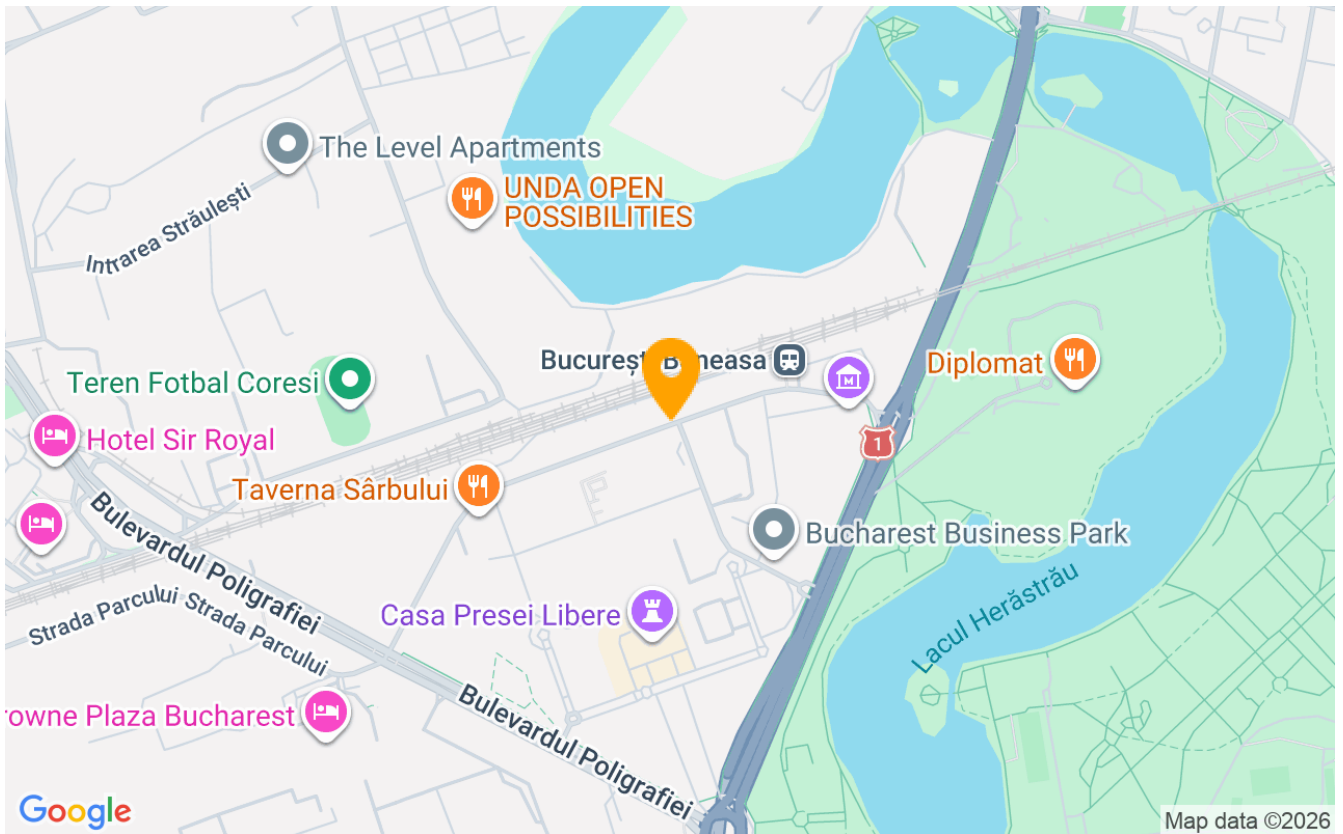 The Level Apartments
UNDA OPEN
POSSIBILITIES
Intrarea Străulești
Teren Fotbal Coresi
Diplomat
1
Hotel Sir Royal
Taverna Sârbului
Bulevardul Poligrafiei
Bucharest Business Park
Strada Parcului
Strada Parcului
Casa Presei Libere
Lacul Herăstrău
rowne Plaza Bucharest
Bulevardul Poligrafiei
Google
Map data ©2026